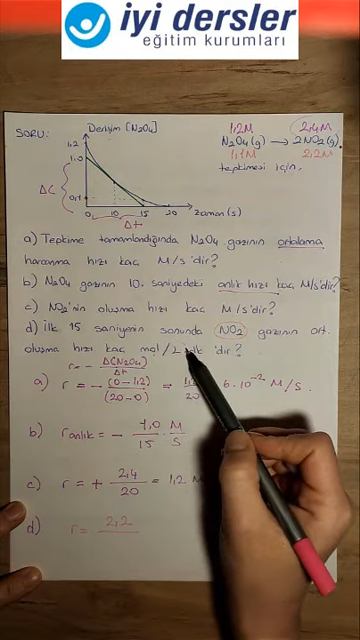 iyi dersler
eğitim kurumları
SORU:
Derişim [N₂O₄]
1,2
1.0
ΔC
0,1
0 10 15 20 zaman(s)
Δt
1,2M 2,4M
N₂O₄(g) → 2NO₂(g)
1,1M 2,2M
tepkimesi için,
a) Tepkime tamamlandığında N₂O₄ gazının ortalama
harcanma hızı kaç M/s'dir?
b) N₂O₄ gazının 10. saniyedeki anlık hızı kaç M/s'dir?
c) NO₂'nin oluşma hızı kaç M/s'dir?
d) İlk 15 saniyenin sonunda NO₂ gazının ort.
oluşma hızı kaç mol/L dir?
r = - Δ(N₂O₄)
Δt
a) r = - (0-1,2) = 6.10⁻² M/S.
(20-0) 20
b) r anlık = - 1,0 . M
15 S
c) r = + 2,4 = 1,2 M
20
d) r = 2,2